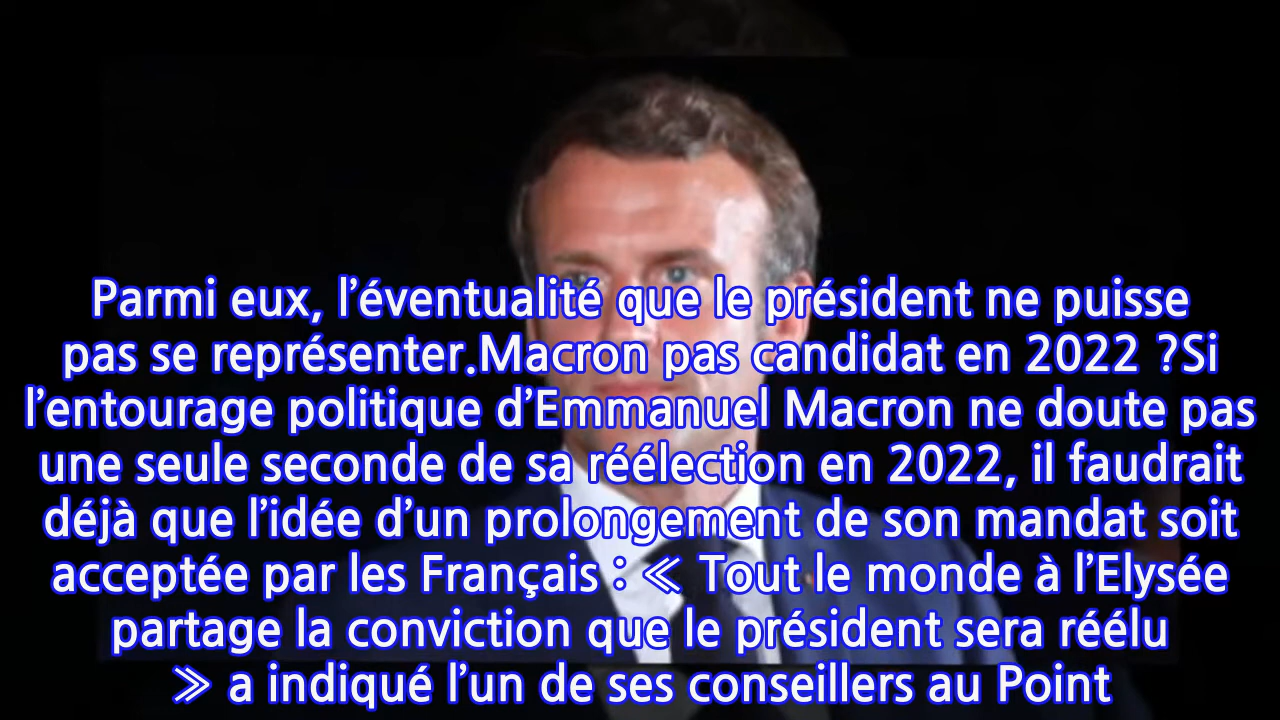 Parmi eux, l’éventualité que le président ne puisse
pas se représenter.Macron pas candidat en 2022 ?Si
l’entourage politique d’Emmanuel Macron ne doute pas
une seule seconde de sa réélection en 2022, il faudrait
déjà que l’idée d’un prolongement de son mandat soit
acceptée par les Français : « Tout le monde à l’Elysée
partage la conviction que le président sera réélu
» a indiqué l’un de ses conseillers au Point